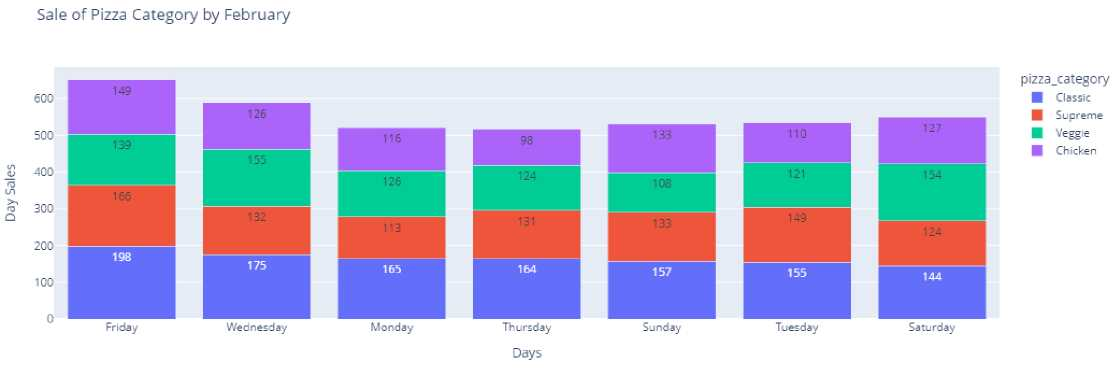 Sale of Pizza Category by February
pizza_category
Classic
Supreme
Veggie
Chicken
Day Sales
600
500
400
300
200
100
0
149 126 116 98 133 110 127
139 155 126 124 108 121 154
166 132 113 131 133 149 124
198 175 165 164 157 155 144
Friday Wednesday Monday Thursday Sunday Tuesday Saturday
Days